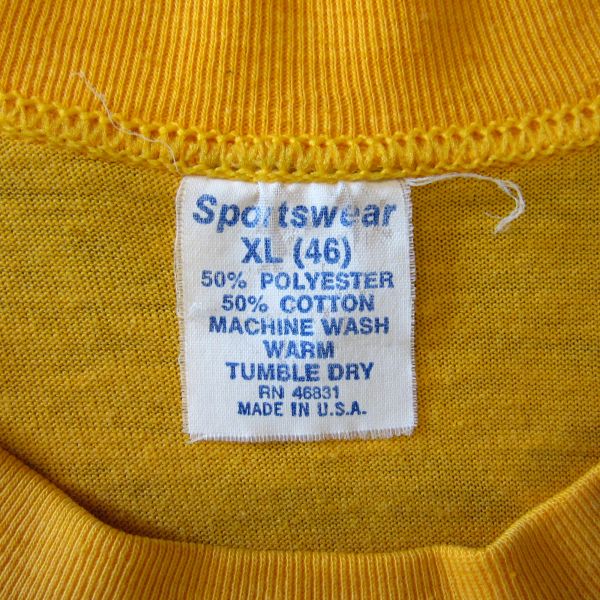 Sportswear
XL (46)
50% POLYESTER
50% COTTON
MACHINE WASH
WARM
TUMBLE DRY
RN 46831
MADE IN U.S.A.